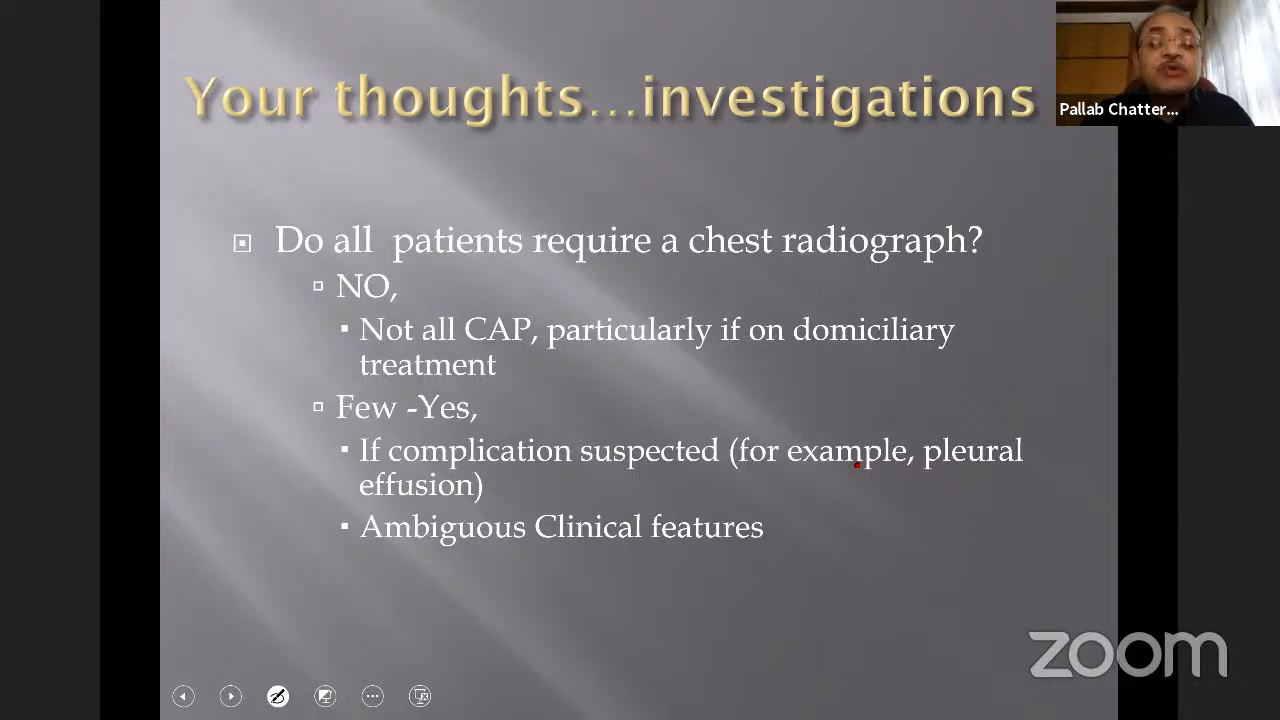 Your thoughts...investigations
Pallab Chatter...
Do all patients require a chest radiograph?
NO,
Not all CAP, particularly if on domiciliary
treatment
Few -Yes,
If complication suspected (for example, pleural
effusion)
Ambiguous Clinical features
zoom